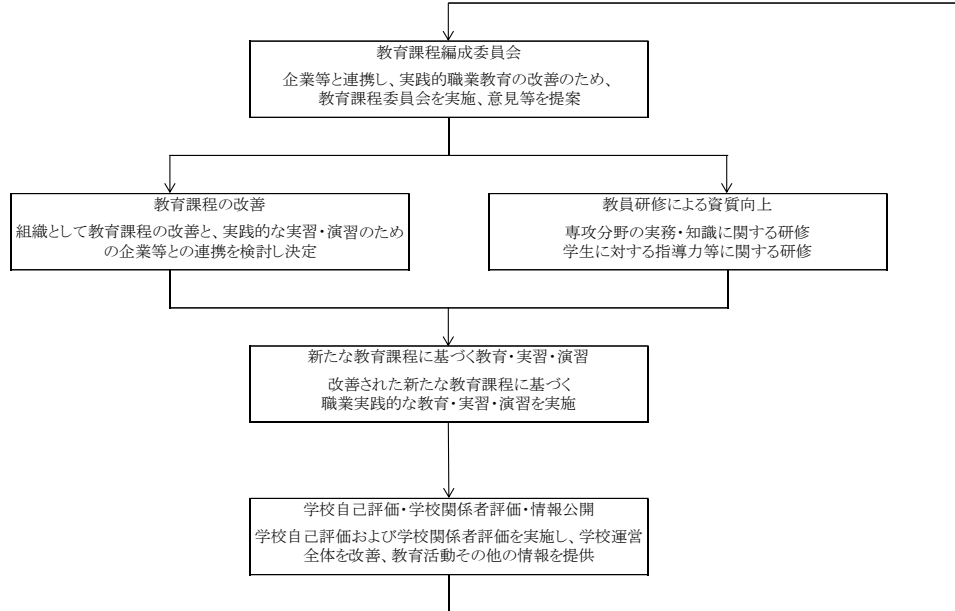 教育課程編成委員会
企業等と連携し、実践的職業教育の改善のため、
教育課程委員会を実施、意見等を提案
教育課程の改善
組織として教育課程の改善と、実践的な実習・演習のため
の企業等との連携を検討し決定
教員研修による資質向上
専攻分野の実務・知識に関する研修
学生に対する指導力等に関する研修
新たな教育課程に基づく教育・実習・演習
改善された新たな教育課程に基づく
職業実践的な教育・実習・演習を実施
学校自己評価・学校関係者評価・情報公開
学校自己評価および学校関係者評価を実施し、学校運営
全体を改善、教育活動その他の情報を提供